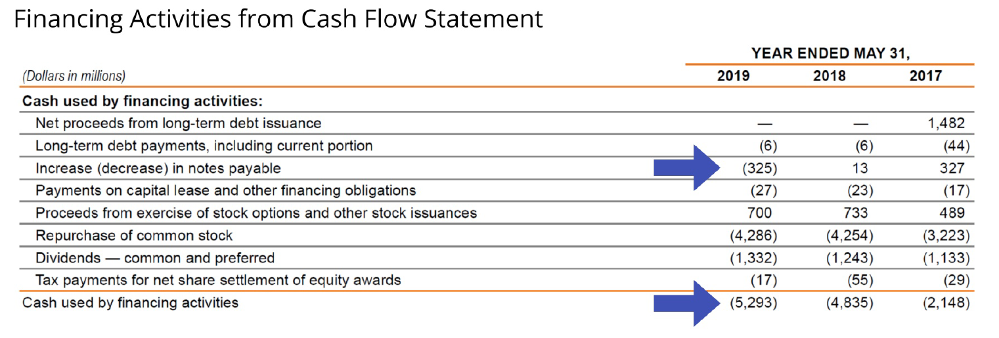 Financing Activities from Cash Flow Statement
YEAR ENDED MAY 31,
(Dollars in millions) 2019 2018 2017
Cash used by financing activities:
Net proceeds from long-term debt issuance — — 1,482
Long-term debt payments, including current portion (6) (6) (44)
Increase (decrease) in notes payable (325) 13 327
Payments on capital lease and other financing obligations (27) (23) (17)
Proceeds from exercise of stock options and other stock issuances 700 733 489
Repurchase of common stock (4,286) (4,254) (3,223)
Dividends — common and preferred (1,332) (1,243) (1,133)
Tax payments for net share settlement of equity awards (17) (55) (29)
Cash used by financing activities (5,293) (4,835) (2,148)